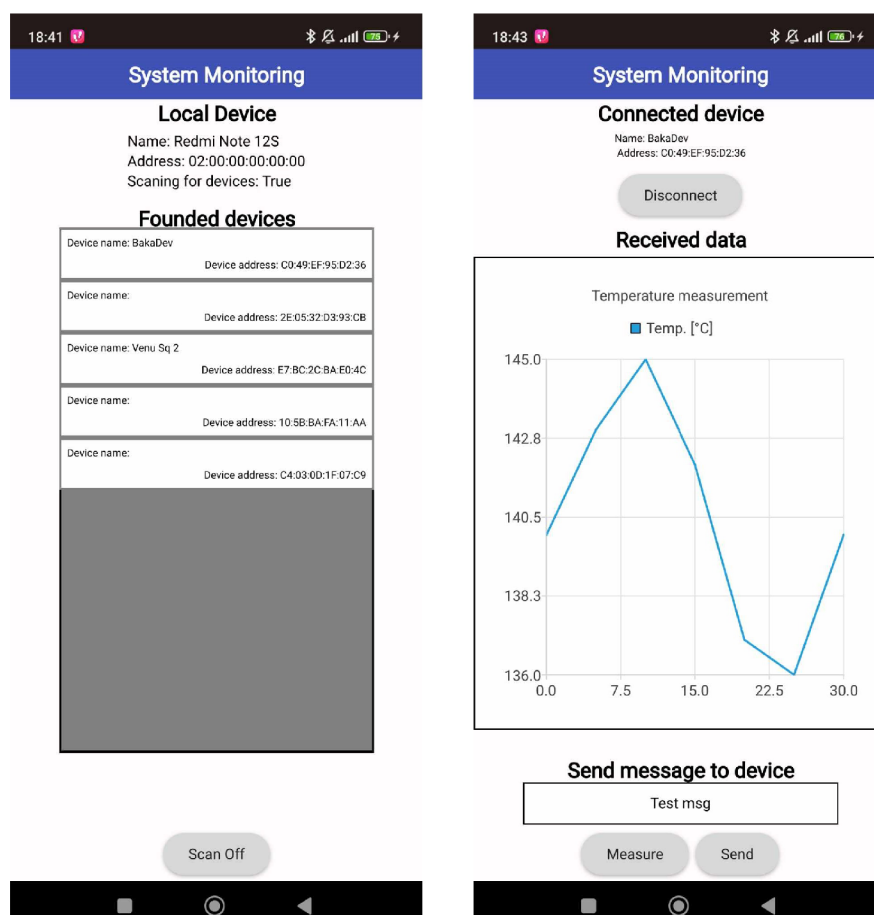 18:41
75
System Monitoring
Local Device
Name: Redmi Note 12S
Address: 02:00:00:00:00:00
Scaning for devices: True
Founded devices
Device name: BakaDev
Device address: C0:49:EF:95:D2:36
Device name:
Device address: 2E:05:32:D3:93:CB
Device name: Venu Sq 2
Device address: E7:BC:2C:BA:E0:4C
Device name:
Device address: 10:5B:BA:FA:11:AA
Device name:
Device address: C4:03:0D:1F:07:C9
Scan Off
18:43
76
System Monitoring
Connected device
Name: BakaDev
Address: C0:49:EF:95:D2:36
Disconnect
Received data
Temperature measurement
Temp. [°C]
145.0
142.8
140.5
138.3
136.0
0.0 7.5 15.0 22.5 30.0
Send message to device
Test msg
Measure Send